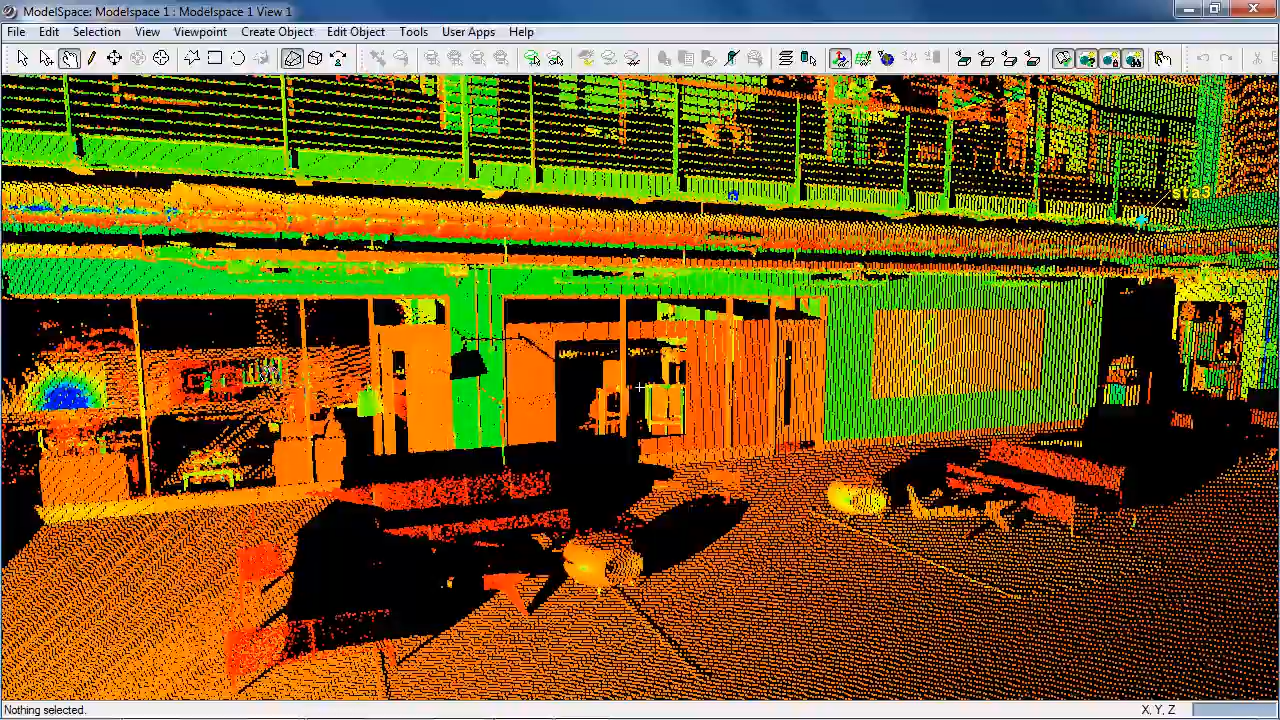 ModelSpace: Modelspace 1 : Modelspace 1 View 1
File Edit Selection View Viewpoint Create Object Edit Object Tools User Apps Help
sta3
Nothing selected.
X, Y, Z